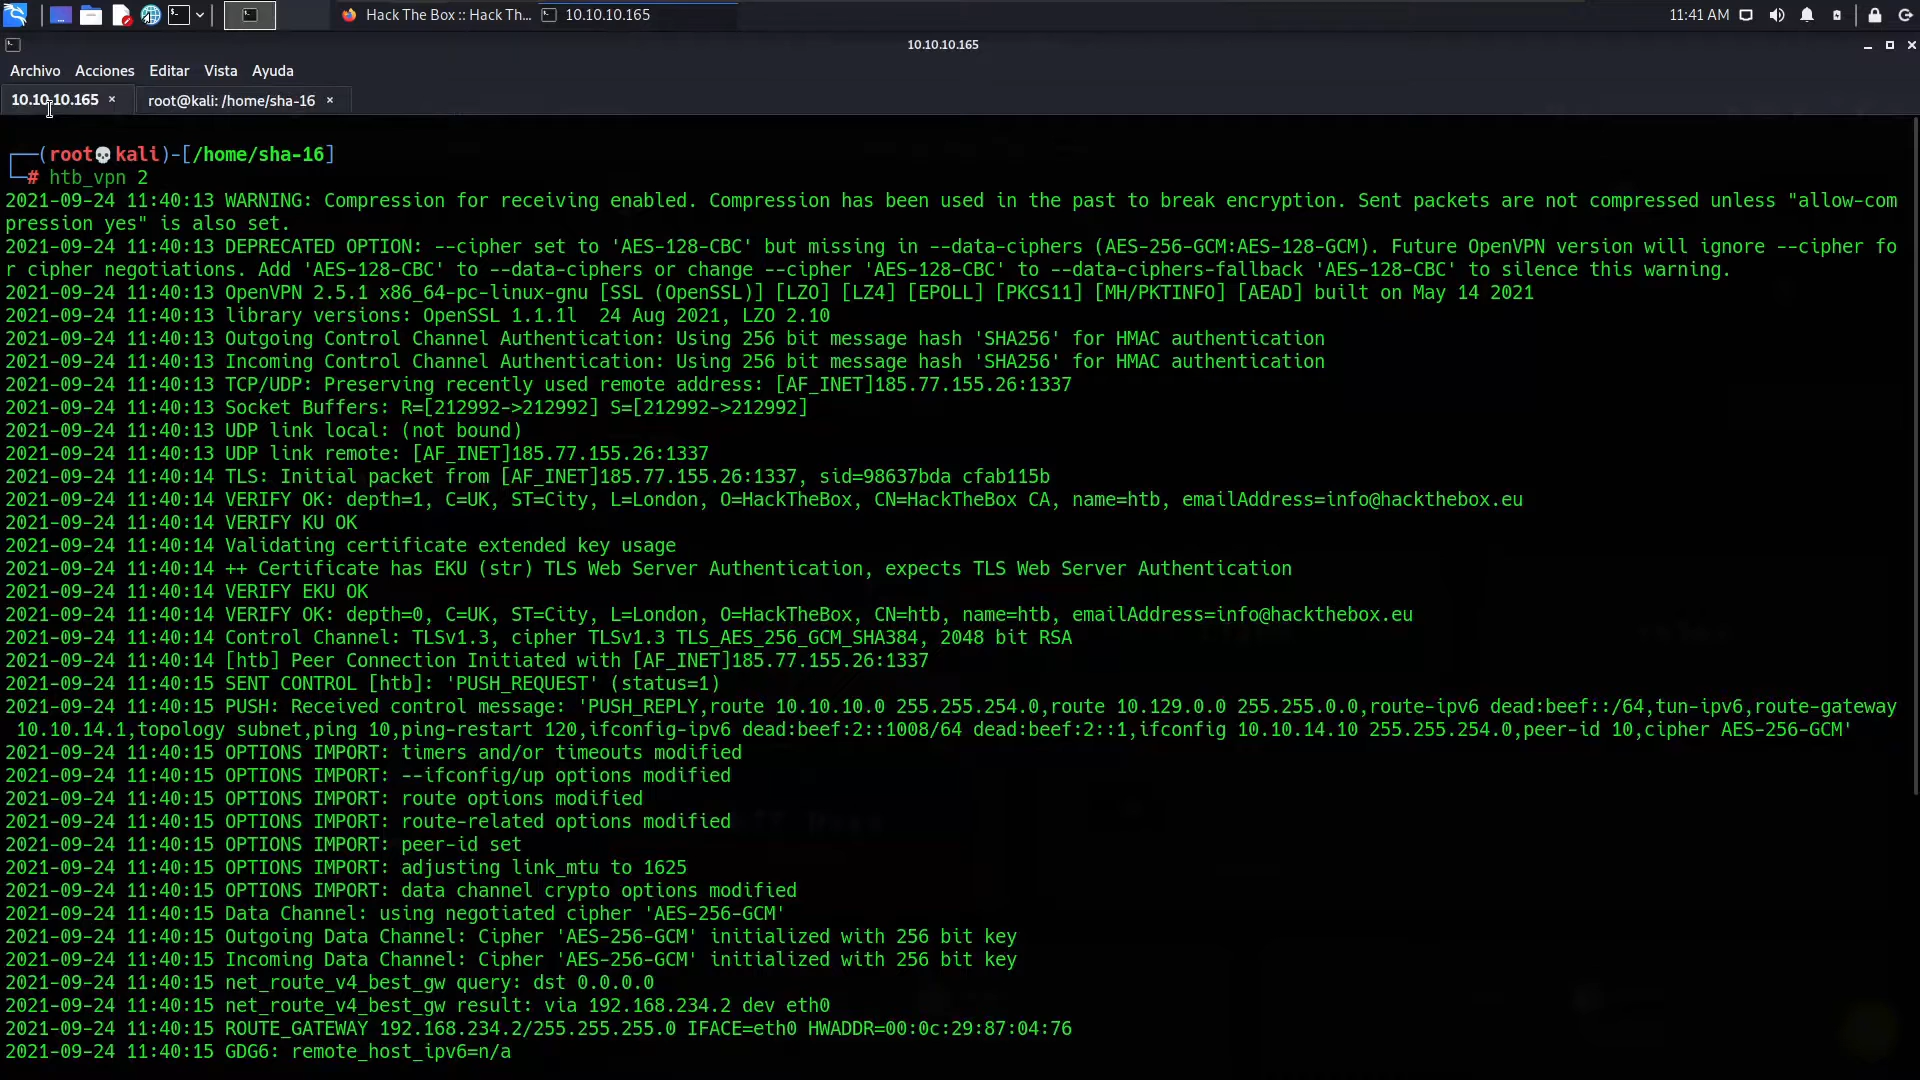 Hack The Box :: Hack Th...
10.10.10.165
11:41 AM
10.10.10.165
Archivo Acciones Editar Vista Ayuda
10.10.10.165 ×
root@kali: /home/sha-16 ×
┌──(root💀kali)-[/home/sha-16]
└─# htb_vpn 2
2021-09-24 11:40:13 WARNING: Compression for receiving enabled. Compression has been used in the past to break encryption. Sent packets are not compressed unless "allow-com
pression yes" is also set.
2021-09-24 11:40:13 DEPRECATED OPTION: --cipher set to 'AES-128-CBC' but missing in --data-ciphers (AES-256-GCM:AES-128-GCM). Future OpenVPN version will ignore --cipher fo
r cipher negotiations. Add 'AES-128-CBC' to --data-ciphers or change --cipher 'AES-128-CBC' to --data-ciphers-fallback 'AES-128-CBC' to silence this warning.
2021-09-24 11:40:13 OpenVPN 2.5.1 x86_64-pc-linux-gnu [SSL (OpenSSL)] [LZO] [LZ4] [EPOLL] [PKCS11] [MH/PKTINFO] [AEAD] built on May 14 2021
2021-09-24 11:40:13 library versions: OpenSSL 1.1.1l  24 Aug 2021, LZO 2.10
2021-09-24 11:40:13 Outgoing Control Channel Authentication: Using 256 bit message hash 'SHA256' for HMAC authentication
2021-09-24 11:40:13 Incoming Control Channel Authentication: Using 256 bit message hash 'SHA256' for HMAC authentication
2021-09-24 11:40:13 TCP/UDP: Preserving recently used remote address: [AF_INET]185.77.155.26:1337
2021-09-24 11:40:13 Socket Buffers: R=[212992->212992] S=[212992->212992]
2021-09-24 11:40:13 UDP link local: (not bound)
2021-09-24 11:40:13 UDP link remote: [AF_INET]185.77.155.26:1337
2021-09-24 11:40:14 TLS: Initial packet from [AF_INET]185.77.155.26:1337, sid=98637bda cfab115b
2021-09-24 11:40:14 VERIFY OK: depth=1, C=UK, ST=City, L=London, O=HackTheBox, CN=HackTheBox CA, name=htb, emailAddress=info@hackthebox.eu
2021-09-24 11:40:14 VERIFY KU OK
2021-09-24 11:40:14 Validating certificate extended key usage
2021-09-24 11:40:14 ++ Certificate has EKU (str) TLS Web Server Authentication, expects TLS Web Server Authentication
2021-09-24 11:40:14 VERIFY EKU OK
2021-09-24 11:40:14 VERIFY OK: depth=0, C=UK, ST=City, L=London, O=HackTheBox, CN=htb, name=htb, emailAddress=info@hackthebox.eu
2021-09-24 11:40:14 Control Channel: TLSv1.3, cipher TLSv1.3 TLS_AES_256_GCM_SHA384, 2048 bit RSA
2021-09-24 11:40:14 [htb] Peer Connection Initiated with [AF_INET]185.77.155.26:1337
2021-09-24 11:40:15 SENT CONTROL [htb]: 'PUSH_REQUEST' (status=1)
2021-09-24 11:40:15 PUSH: Received control message: 'PUSH_REPLY,route 10.10.10.0 255.255.254.0,route 10.129.0.0 255.255.0.0,route-ipv6 dead:beef::/64,tun-ipv6,route-gateway
 10.10.14.1,topology subnet,ping 10,ping-restart 120,ifconfig-ipv6 dead:beef:2::1008/64 dead:beef:2::1,ifconfig 10.10.14.10 255.255.254.0,peer-id 10,cipher AES-256-GCM'
2021-09-24 11:40:15 OPTIONS IMPORT: timers and/or timeouts modified
2021-09-24 11:40:15 OPTIONS IMPORT: --ifconfig/up options modified
2021-09-24 11:40:15 OPTIONS IMPORT: route options modified
2021-09-24 11:40:15 OPTIONS IMPORT: route-related options modified
2021-09-24 11:40:15 OPTIONS IMPORT: peer-id set
2021-09-24 11:40:15 OPTIONS IMPORT: adjusting link_mtu to 1625
2021-09-24 11:40:15 OPTIONS IMPORT: data channel crypto options modified
2021-09-24 11:40:15 Data Channel: using negotiated cipher 'AES-256-GCM'
2021-09-24 11:40:15 Outgoing Data Channel: Cipher 'AES-256-GCM' initialized with 256 bit key
2021-09-24 11:40:15 Incoming Data Channel: Cipher 'AES-256-GCM' initialized with 256 bit key
2021-09-24 11:40:15 net_route_v4_best_gw query: dst 0.0.0.0
2021-09-24 11:40:15 net_route_v4_best_gw result: via 192.168.234.2 dev eth0
2021-09-24 11:40:15 ROUTE_GATEWAY 192.168.234.2/255.255.255.0 IFACE=eth0 HWADDR=00:0c:29:87:04:76
2021-09-24 11:40:15 GDG6: remote_host_ipv6=n/a